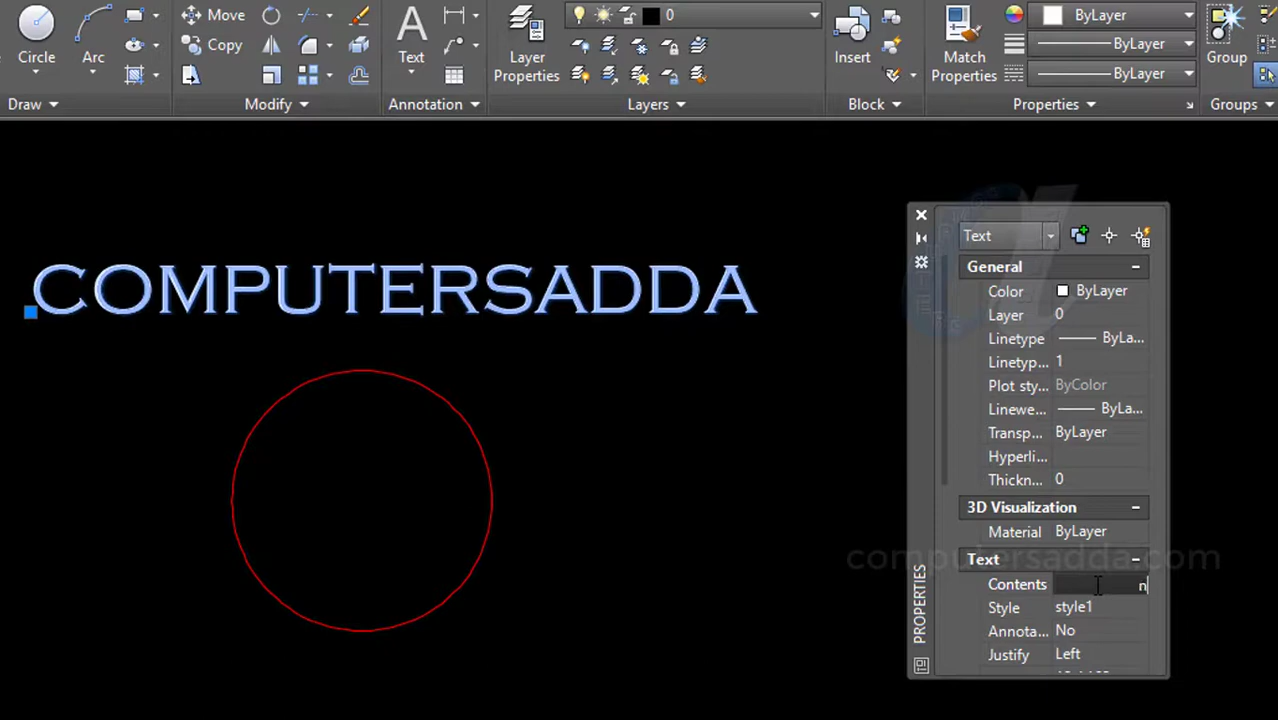 Circle
Arc
Move
Copy
Text
Layer
Properties
0
Insert
Match
Properties
ByLayer
ByLayer
ByLayer
Group
Draw
Modify
Annotation
Layers
Block
Properties
Groups
COMPUTERSADDA
Text
General
Color ByLayer
Layer 0
Linetype ByLa...
Linetyp... 1
Plot sty... ByColor
Linewe... ByLa...
Transp... ByLayer
Hyperli...
Thickn... 0
3D Visualization
Material ByLayer
computersadda.com
Text
Contents n
Style style1
Annota... No
Justify Left
PROPERTIES